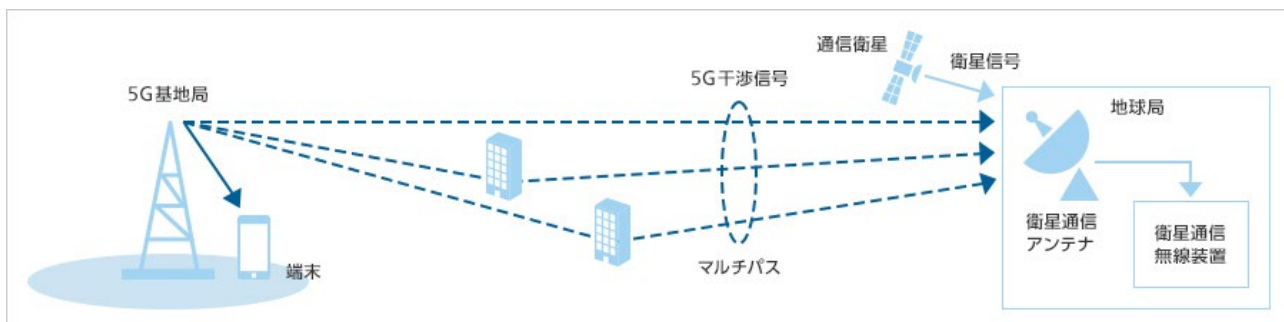 通信衛星
衛星信号
5G干渉信号
5G基地局
地球局
端末
マルチパス
衛星通信
アンテナ
衛星通信
無線装置